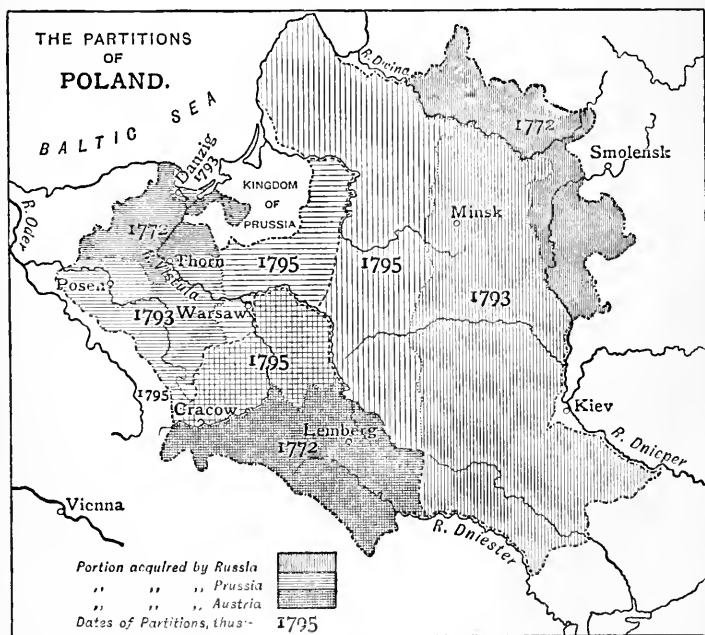 THE PARTITIONS
OF
POLAND.
BALTIC SEA
R. Dwina
1772
Smolensk
Danzig
1793
KINGDOM
OF
PRUSSIA
R. Oder
1772
Minsk
Thorn
1795
1795
R. Vistula
Posen
1793
Warsaw
1793
1795
1795
Cracow
Kiev
Lemberg
1772
R. Dnieper
Vienna
R. Dniester
Portion acquired by Russia
,, ,, ,, Prussia
,, ,, ,, Austria
Dates of Partitions, thus:- 1795